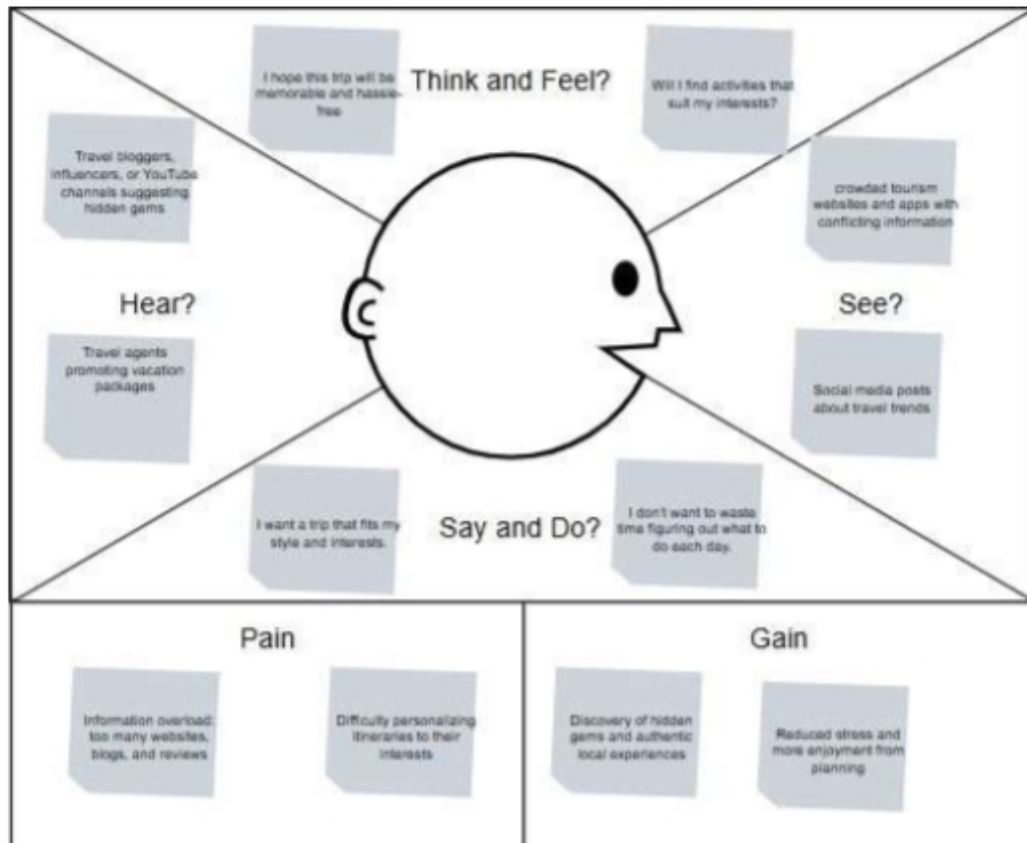 Think and Feel?
I hope this trip will be
memorable and hassle-
free
Will I find activities that
suit my interests?
Hear?
Travel bloggers,
influencers, or YouTube
channels suggesting
hidden gems
Travel agents
promoting vacation
packages
See?
crowded tourism
websites and apps with
conflicting information
Social media posts
about travel trends
Say and Do?
I want a trip that fits my
style and interests.
I don't want to waste
time figuring out what to
do each day.
Pain
Information overload:
too many websites,
blogs, and reviews
Difficulty personalizing
itineraries to their
interests
Gain
Discovery of hidden
gems and authentic
local experiences
Reduced stress and
more enjoyment from
planning